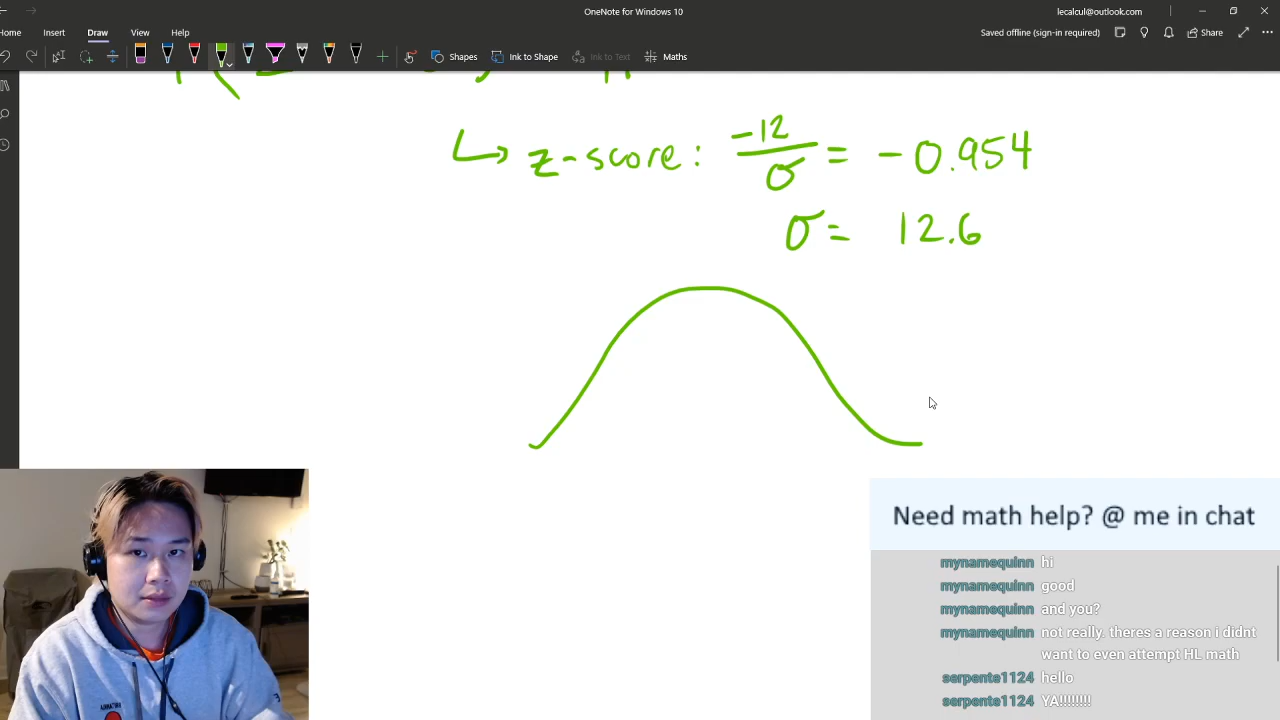 OneNote for Windows 10
lecalcul@outlook.com
Home Insert Draw View Help
Saved offline (sign-in required)
Share
Shapes
Ink to Shape
Ink to Text
Maths
z-score: -12/σ = -0.954
σ = 12.6
Need math help? @ me in chat
mynamequinn hi
mynamequinn good
mynamequinn and you?
mynamequinn not really. theres a reason i didnt
want to even attempt HL math
serpente1124 hello
serpente1124 YA!!!!!!!!